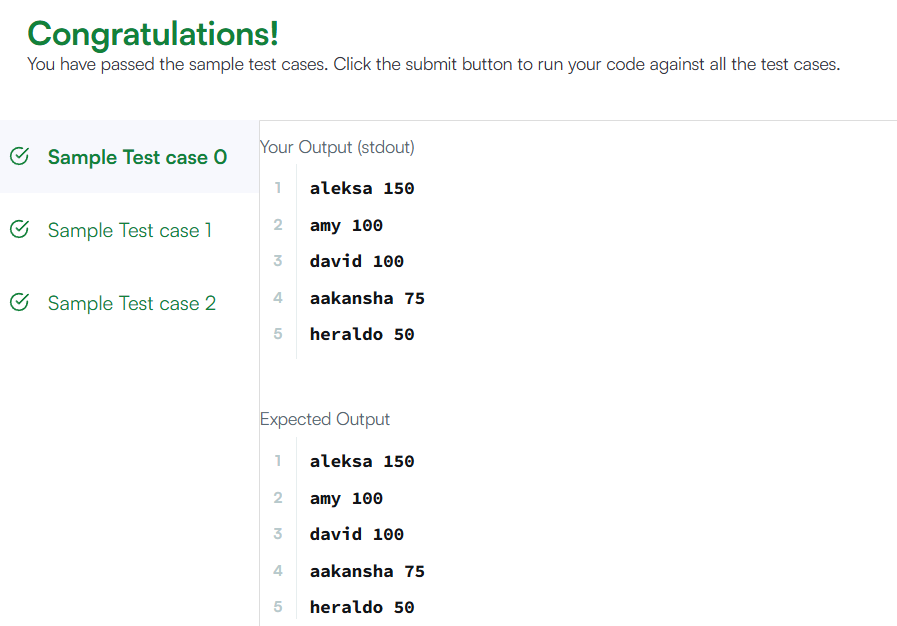 Congratulations!
You have passed the sample test cases. Click the submit button to run your code against all the test cases.
Sample Test case 0
Sample Test case 1
Sample Test case 2
Your Output (stdout)
1 aleksa 150
2 amy 100
3 david 100
4 aakansha 75
5 heraldo 50
Expected Output
1 aleksa 150
2 amy 100
3 david 100
4 aakansha 75
5 heraldo 50